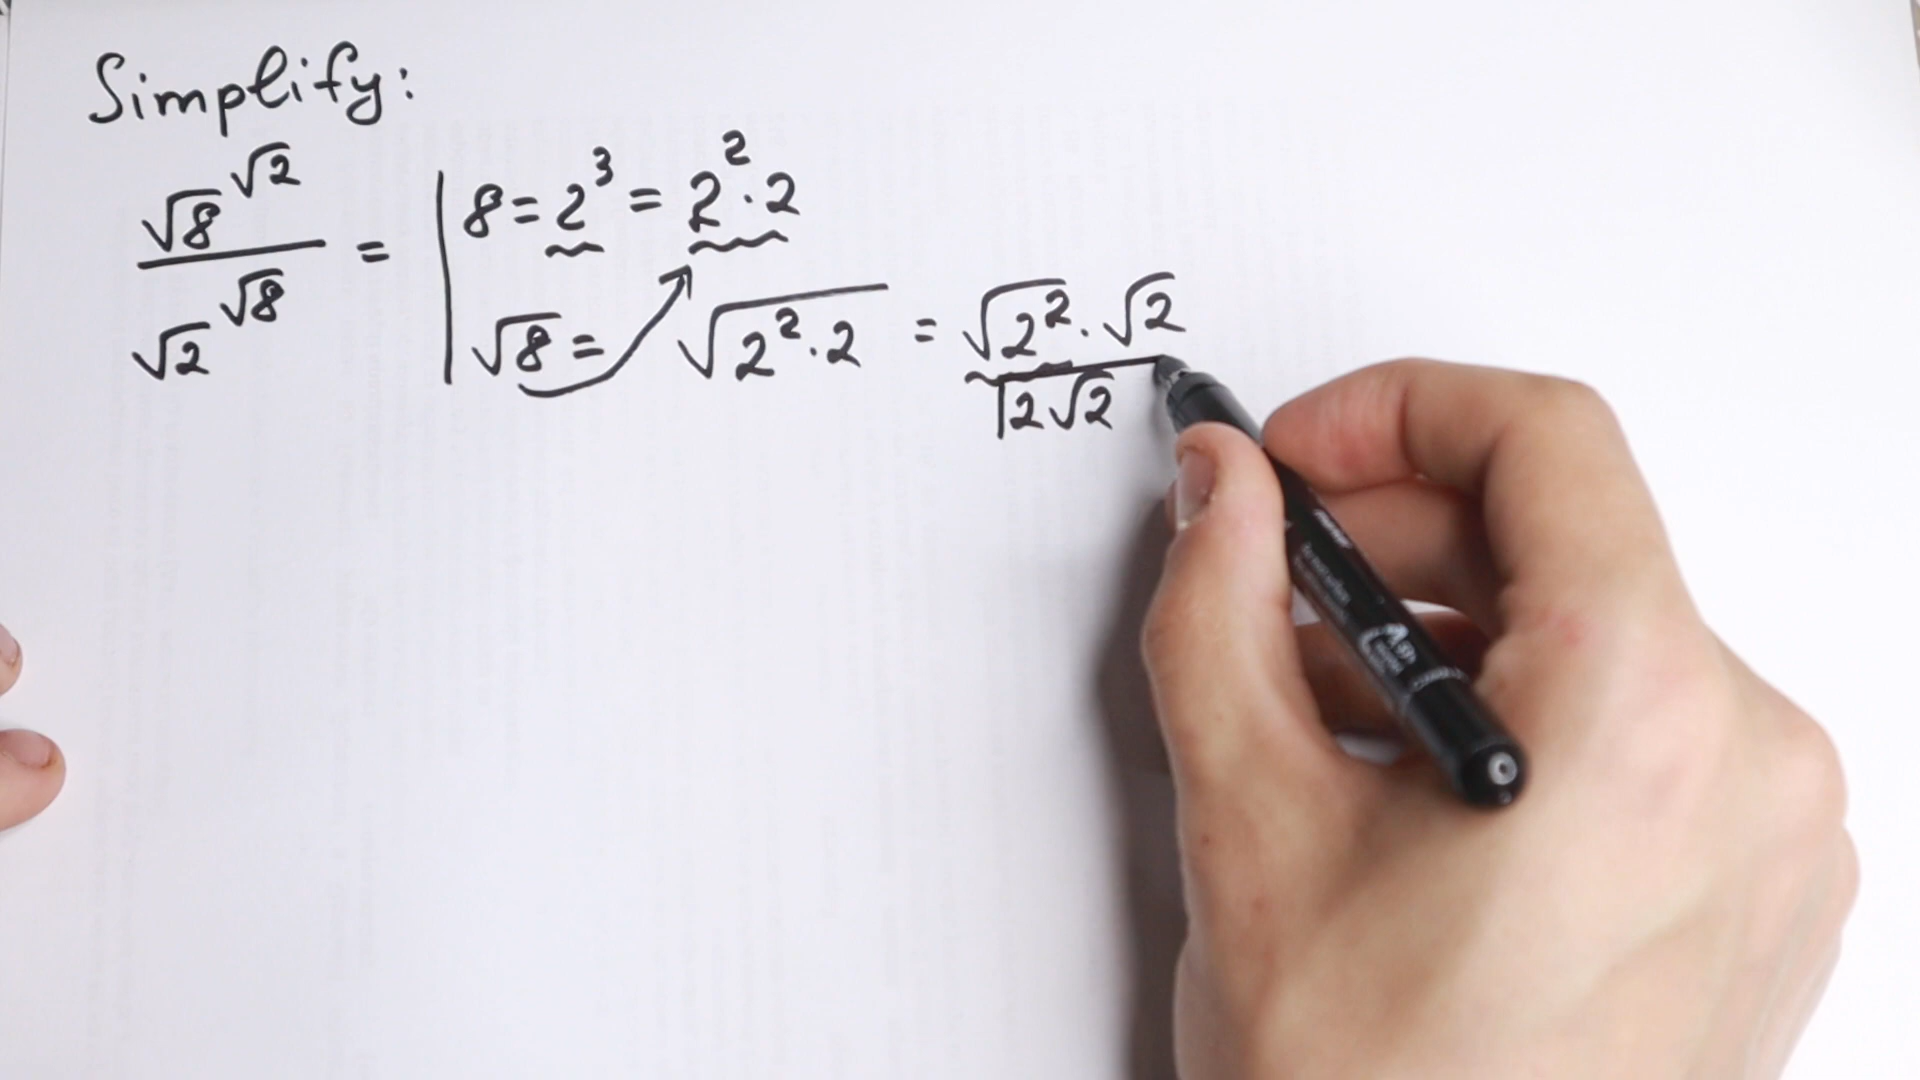 Simplify:
√8^√2 / √2^√8 = | 8 = 2³ = 2² · 2
√8 = √(2² · 2) = √2² · √2
2√2